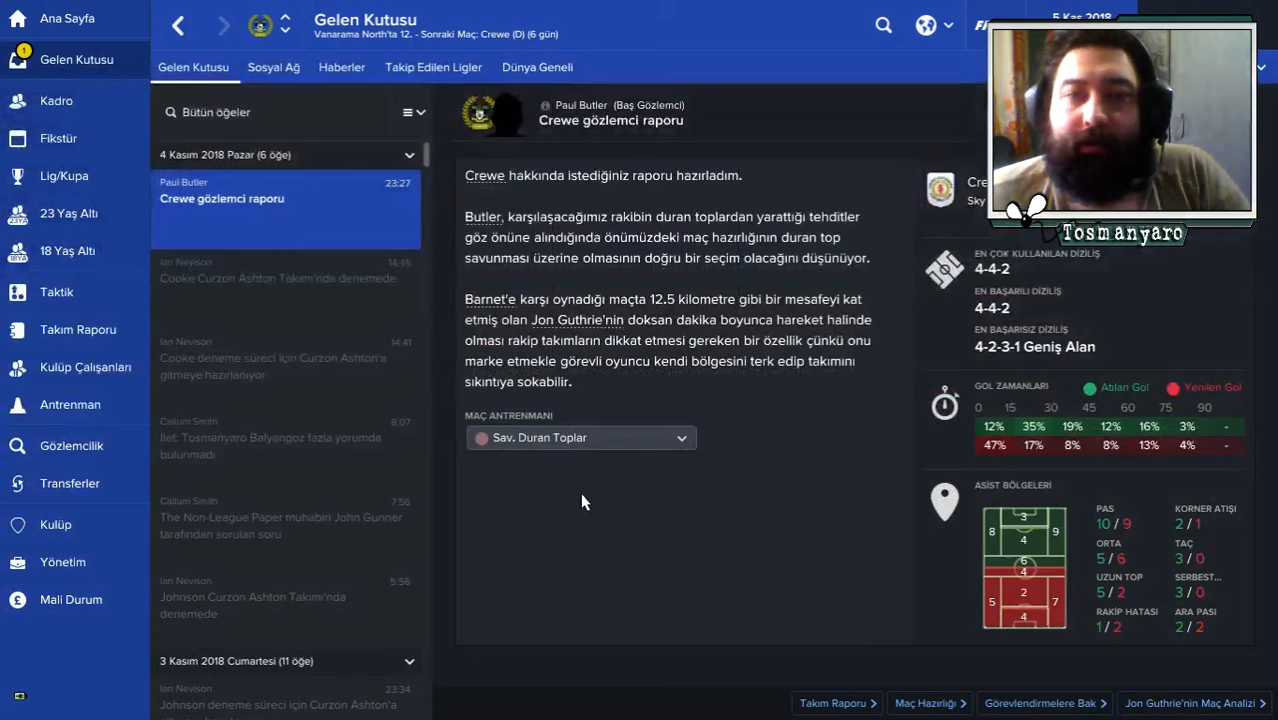 Ana Sayfa
1
Gelen Kutusu
Kadro
Fikstür
Lig/Kupa
23YA
23 Yaş Altı
18YA
18 Yaş Altı
Taktik
Takım Raporu
Kulüp Çalışanları
Antrenman
Gözlemcilik
Transferler
Kulüp
Yönetim
Mali Durum
Gelen Kutusu
Vanarama North'ta 12. - Sonraki Maç: Crewe (D) (6 gün)
5 Kas 2018
Gelen Kutusu
Sosyal Ağ
Haberler
Takip Edilen Ligler
Dünya Geneli
Bütün öğeler
4 Kasım 2018 Pazar (6 öğe)
Paul Butler 23:27
Crewe gözlemci raporu
Ian Nevison 14:45
Cooke Curzon Ashton Takımı'nda denemede
Ian Nevison 14:41
Cooke deneme süreci için Curzon Ashton'a
gitmeye hazırlanıyor
Callum Smith 8:07
İlet: Tosmanyaro Balyangoz fazla yorumda
bulunmadı
Callum Smith 7:56
The Non-League Paper muhabiri John Gunner
tarafından sorulan soru
Ian Nevison 5:56
Johnson Curzon Ashton Takımı'nda
denemede
3 Kasım 2018 Cumartesi (11 öğe)
Ian Nevison 23:34
Johnson deneme süreci için Curzon Ashton'a
Paul Butler (Baş Gözlemci)
Crewe gözlemci raporu
Crewe hakkında istediğiniz raporu hazırladım.
Butler, karşılaşacağımız rakibin duran toplardan yarattığı tehditler
göz önüne alındığında önümüzdeki maç hazırlığının duran top
savunması üzerine olmasının doğru bir seçim olacağını düşünüyor.
Barnet'e karşı oynadığı maçta 12.5 kilometre gibi bir mesafeyi kat
etmiş olan Jon Guthrie'nin doksan dakika boyunca hareket halinde
olması rakip takımların dikkat etmesi gereken bir özellik çünkü onu
marke etmekle görevli oyuncu kendi bölgesini terk edip takımını
sıkıntıya sokabilir.
MAÇ ANTRENMANI
Sav. Duran Toplar
Tosmanyaro
Cre
Sky
EN ÇOK KULLANILAN DİZİLİŞ
4-4-2
EN BAŞARILI DİZİLİŞ
4-4-2
EN BAŞARISIZ DİZİLİŞ
4-2-3-1 Geniş Alan
GOL ZAMANLARI Atılan Gol Yenilen Gol
0 15 30 45 60 75 90
12% 35% 19% 12% 16% 3% -
47% 17% 8% 8% 13% 4% -
ASİST BÖLGELERİ
3
8 9
4
6
4
2
5 7
4
PAS KORNER ATIŞI
10 / 9 2 / 1
ORTA TAÇ
5 / 6 3 / 0
UZUN TOP SERBEST...
5 / 2 3 / 0
RAKİP HATASI ARA PASI
1 / 2 2 / 2
Takım Raporu
Maç Hazırlığı
Görevlendirmelere Bak
Jon Guthrie'nin Maç Analizi